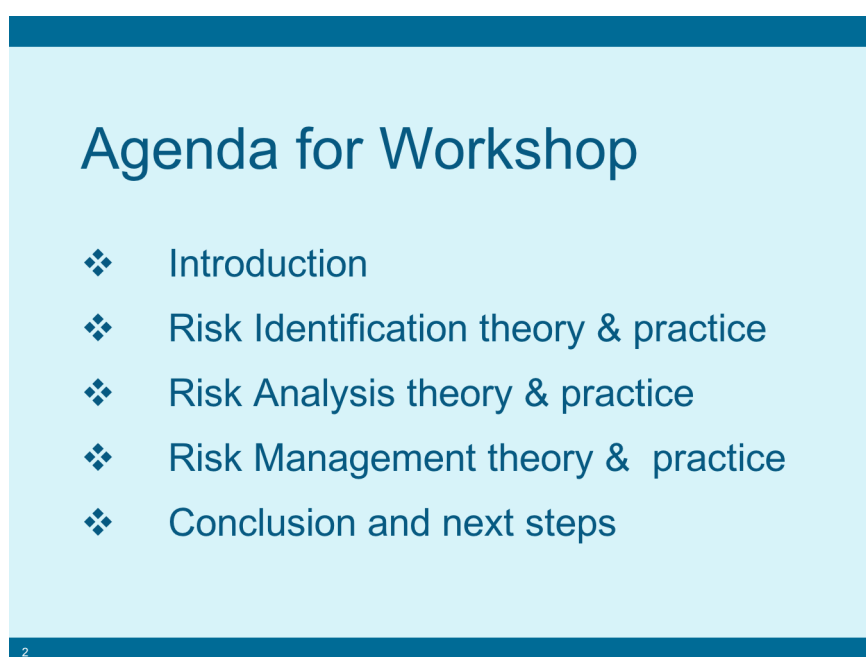 Agenda for Workshop
❖ Introduction
❖ Risk Identification theory & practice
❖ Risk Analysis theory & practice
❖ Risk Management theory &  practice
❖ Conclusion and next steps
2